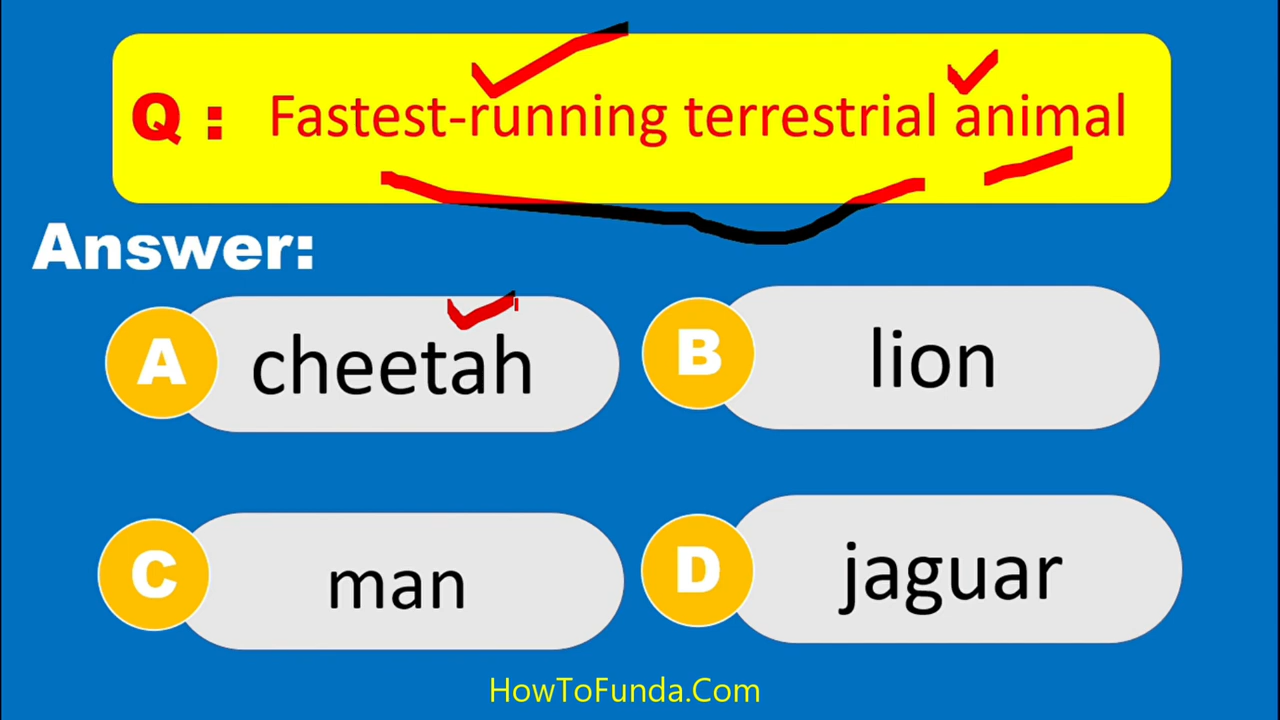 Q : Fastest-running terrestrial animal
Answer:
A cheetah
B lion
C man
D jaguar
HowToFunda.Com